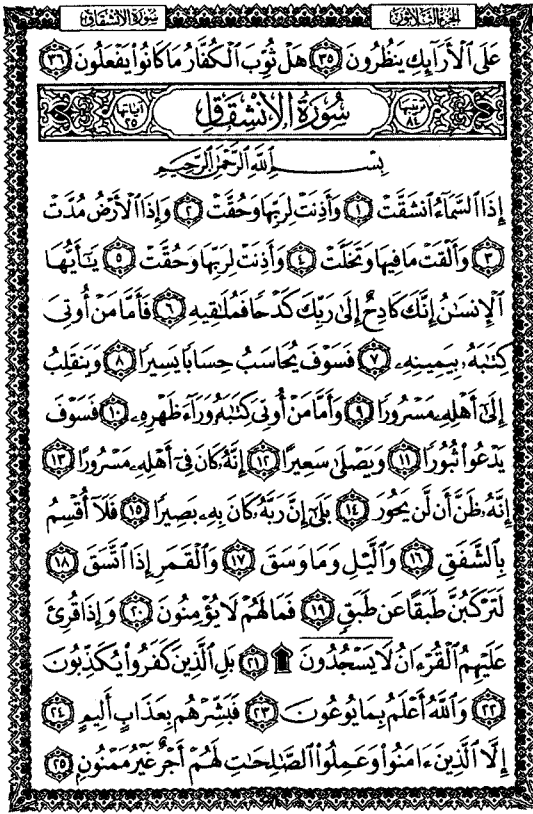 سورة الانشقاق الجزء الثلاثون
عَلَى ٱلْأَرَآئِكِ يَنظُرُونَ ٣٥ هَلْ ثُوِّبَ ٱلْكُفَّارُ مَا كَانُوا۟ يَفْعَلُونَ ٣٦
ترتيبها ٨٤ سُورَةُ الانْشِقَاقِ آياتها ٢٥
بِسْمِ ٱللَّهِ ٱلرَّحْمَٰنِ ٱلرَّحِيمِ
إِذَا ٱلسَّمَآءُ ٱنشَقَّتْ ١ وَأَذِنَتْ لِرَبِّهَا وَحُقَّتْ ٢ وَإِذَا ٱلْأَرْضُ مُدَّتْ
٣ وَأَلْقَتْ مَا فِيهَا وَتَخَلَّتْ ٤ وَأَذِنَتْ لِرَبِّهَا وَحُقَّتْ ٥ يَٰٓأَيُّهَا
ٱلْإِنسَٰنُ إِنَّكَ كَادِحٌ إِلَىٰ رَبِّكَ كَدْحًا فَمُلَٰقِيهِ ٦ فَأَمَّا مَنْ أُوتِىَ
كِتَٰبَهُۥ بِيَمِينِهِۦ ٧ فَسَوْفَ يُحَاسَبُ حِسَابًا يَسِيرًا ٨ وَيَنقَلِبُ
إِلَىٰٓ أَهْلِهِۦ مَسْرُورًا ٩ وَأَمَّا مَنْ أُوتِىَ كِتَٰبَهُۥ وَرَآءَ ظَهْرِهِۦ ١٠ فَسَوْفَ
يَدْعُوا۟ ثُبُورًا ١١ وَيَصْلَىٰ سَعِيرًا ١٢ إِنَّهُۥ كَانَ فِىٓ أَهْلِهِۦ مَسْرُورًا ١٣
إِنَّهُۥ ظَنَّ أَن لَّن يَحُورَ ١٤ بَلَىٰٓ إِنَّ رَبَّهُۥ كَانَ بِهِۦ بَصِيرًا ١٥ فَلَآ أُقْسِمُ
بِٱلشَّفَقِ ١٦ وَٱلَّيْلِ وَمَا وَسَقَ ١٧ وَٱلْقَمَرِ إِذَا ٱتَّسَقَ ١٨
لَتَرْكَبُنَّ طَبَقًا عَن طَبَقٍ ١٩ فَمَا لَهُمْ لَا يُؤْمِنُونَ ٢٠ وَإِذَا قُرِئَ
عَلَيْهِمُ ٱلْقُرْءَانُ لَا يَسْجُدُونَ ۩ ٢١ بَلِ ٱلَّذِينَ كَفَرُوا۟ يُكَذِّبُونَ
٢٢ وَٱللَّهُ أَعْلَمُ بِمَا يُوعُونَ ٢٣ فَبَشِّرْهُم بِعَذَابٍ أَلِيمٍ ٢٤
إِلَّا ٱلَّذِينَ ءَامَنُوا۟ وَعَمِلُوا۟ ٱلصَّٰلِحَٰتِ لَهُمْ أَجْرٌ غَيْرُ مَمْنُونٍ ٢٥